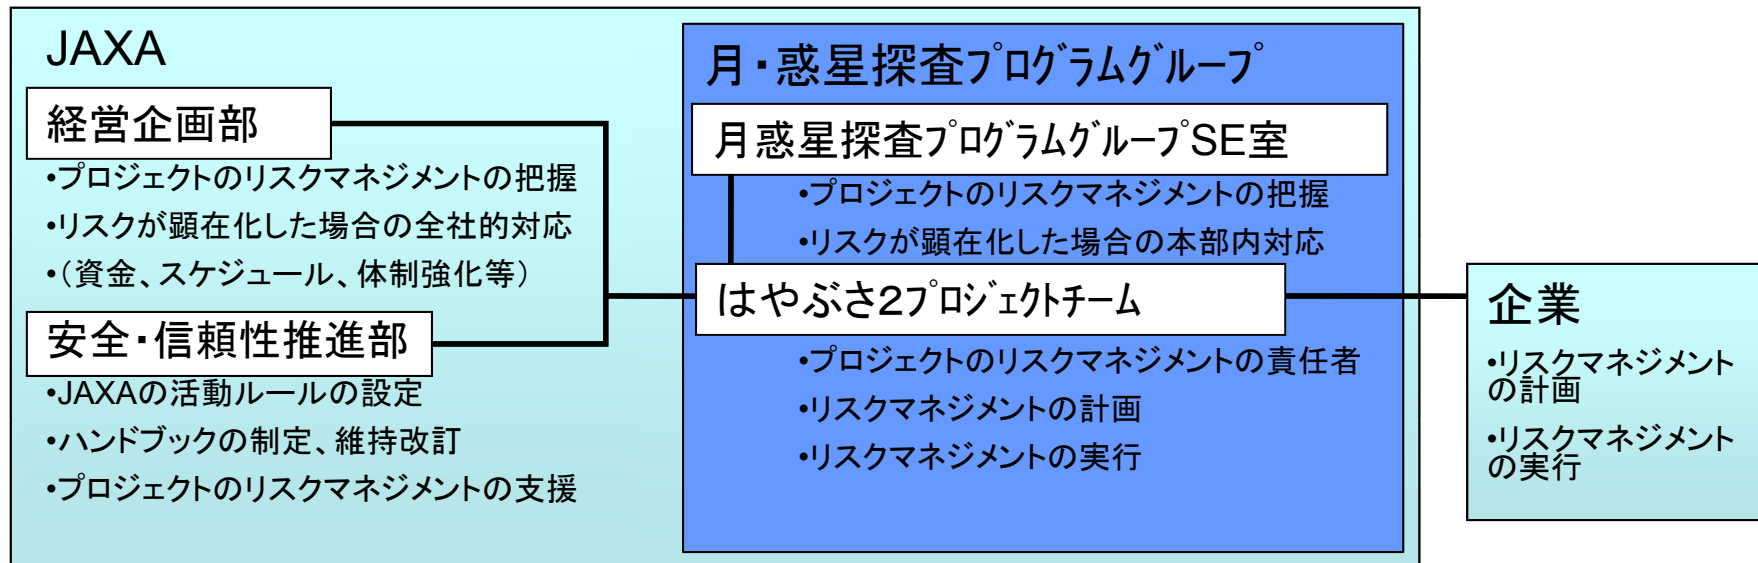 JAXA
経営企画部
•プロジェクトのリスクマネジメントの把握
•リスクが顕在化した場合の全社的対応
•(資金、スケジュール、体制強化等)
安全・信頼性推進部
•JAXAの活動ルールの設定
•ハンドブックの制定、維持改訂
•プロジェクトのリスクマネジメントの支援
月・惑星探査プログラムグループ
月惑星探査プログラムグループSE室
•プロジェクトのリスクマネジメントの把握
•リスクが顕在化した場合の本部内対応
はやぶさ2プロジェクトチーム
•プロジェクトのリスクマネジメントの責任者
•リスクマネジメントの計画
•リスクマネジメントの実行
企業
•リスクマネジメント
の計画
•リスクマネジメント
の実行